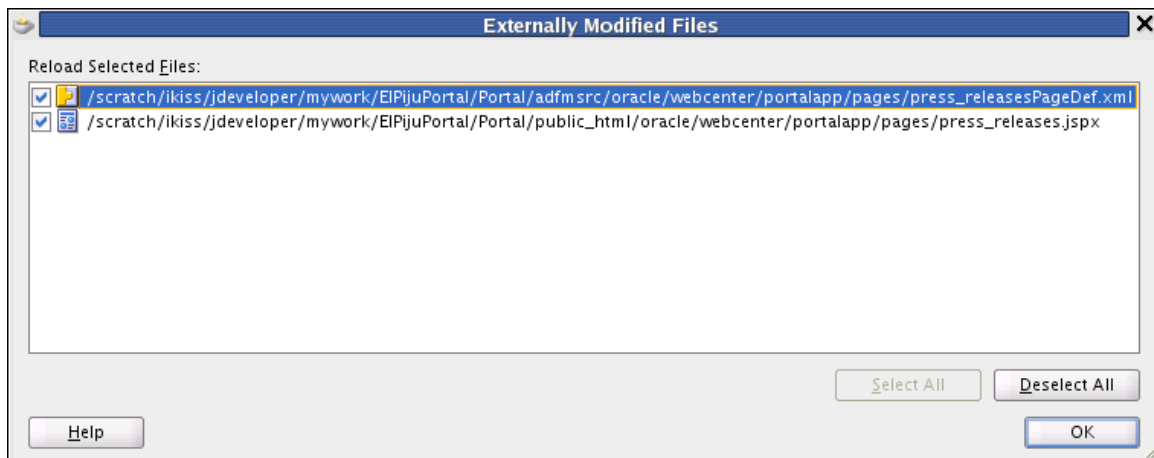 Externally Modified Files
Reload Selected Files:
/scratch/ikiss/jdeveloper/mywork/ElPijuPortal/Portal/adfmsrc/oracle/webcenter/portalapp/pages/press_releasesPageDef.xml
/scratch/ikiss/jdeveloper/mywork/ElPijuPortal/Portal/public_html/oracle/webcenter/portalapp/pages/press_releases.jspx
Select All Deselect All
Help OK